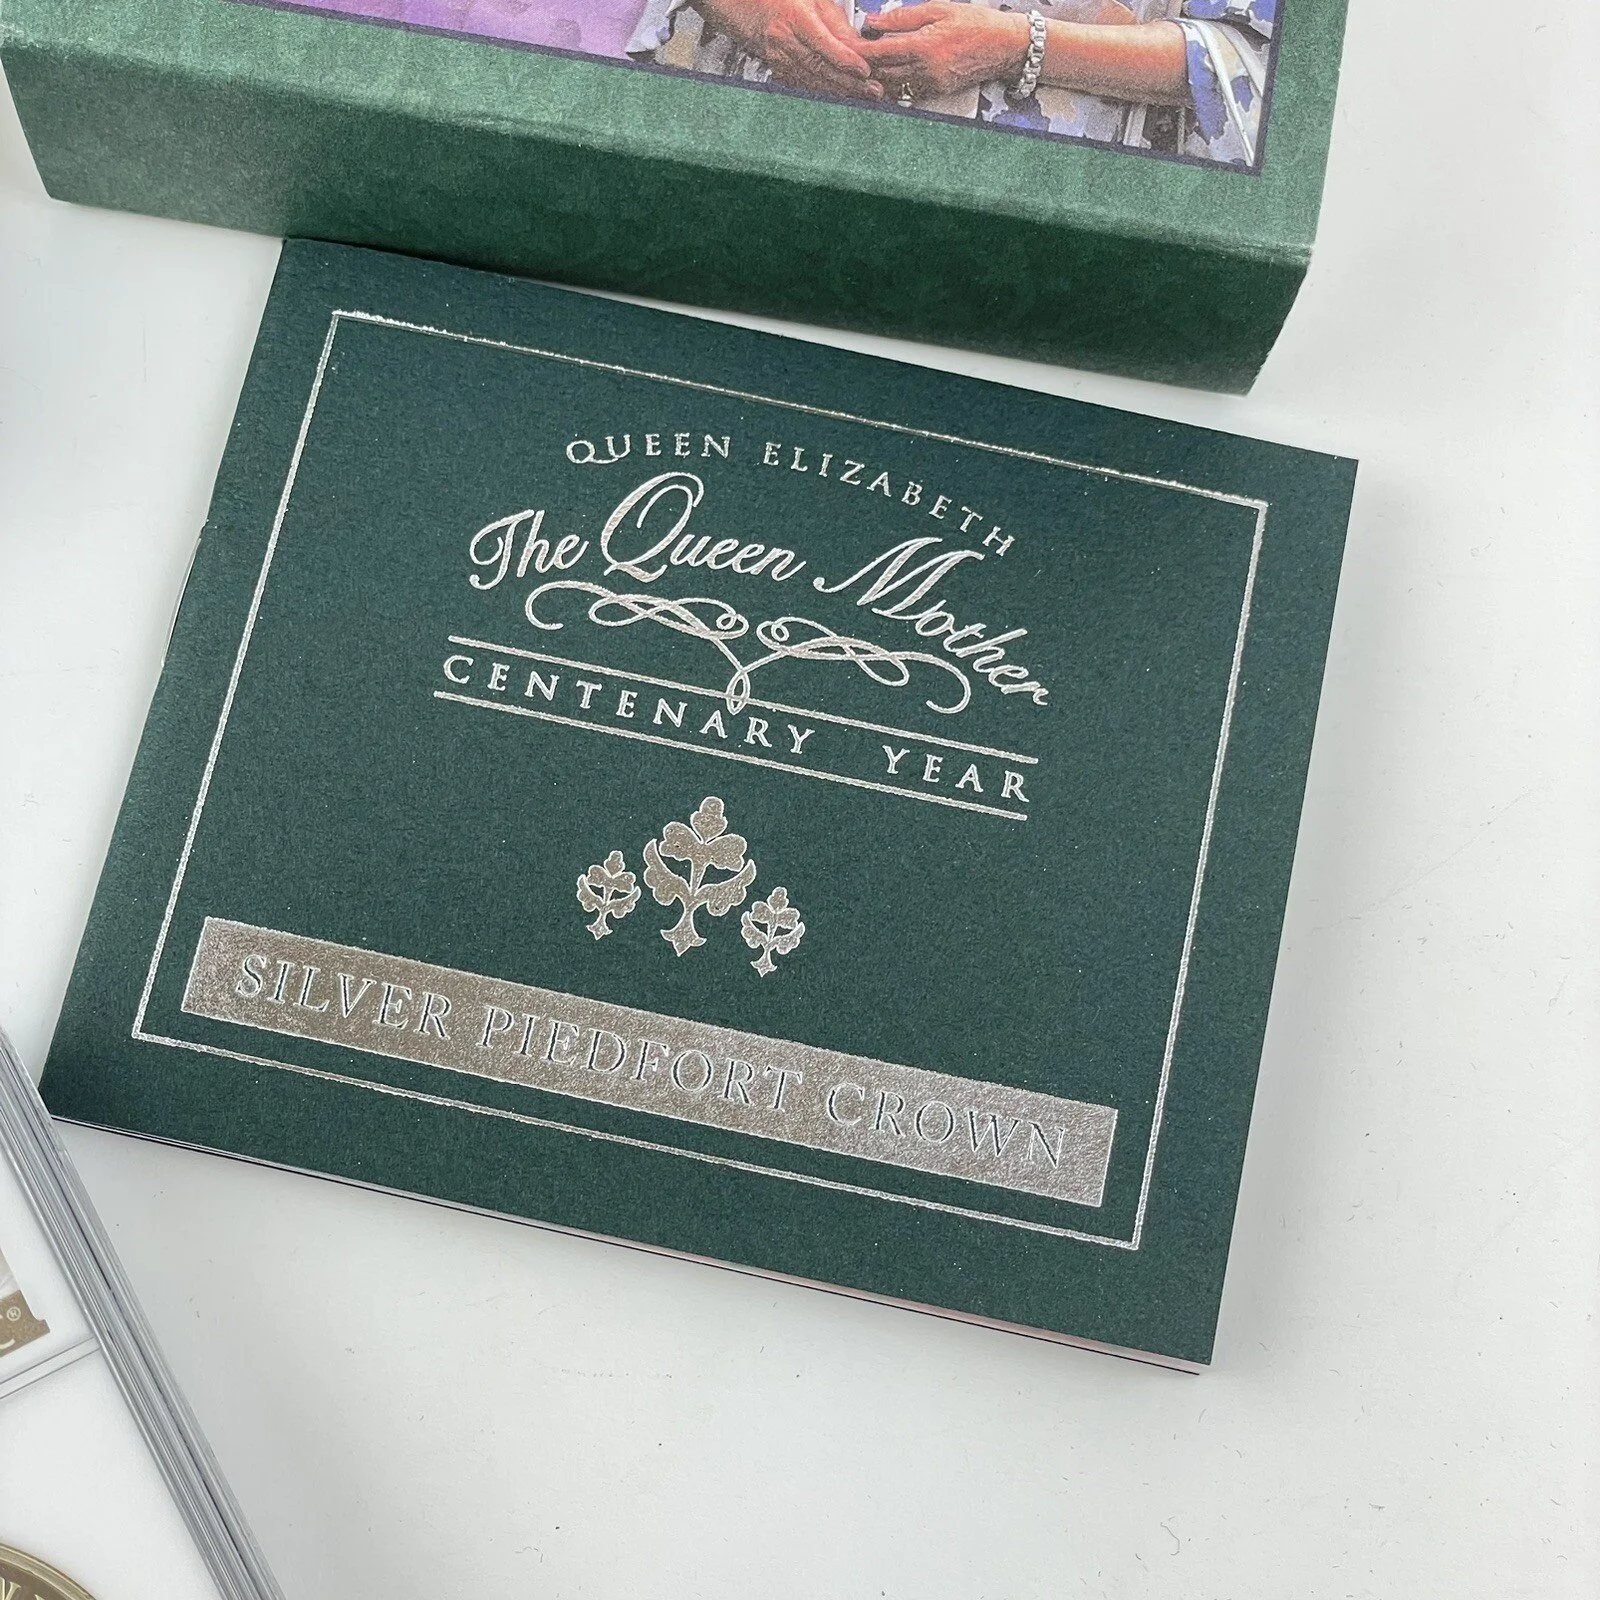 QUEEN ELIZABETH
The Queen Mother
CENTENARY YEAR
SILVER PIEDFORT CROWN